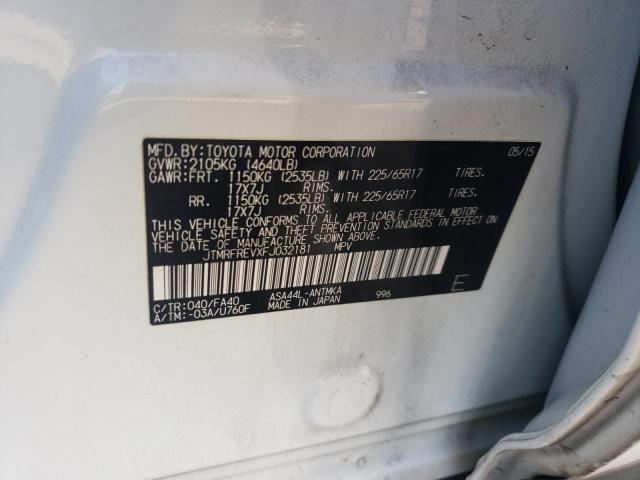 MFD. BY: TOYOTA MOTOR CORPORATION 05/15
GVWR: 2105KG (4640LB)
GAWR: FRT. 1150KG (2535LB) WITH 225/65R17 TIRES.
17X7J RIMS.
RR. 1150KG (2535LB) WITH 225/65R17 TIRES.
17X7J RIMS.
THIS VEHICLE CONFORMS TO ALL APPLICABLE FEDERAL MOTOR
VEHICLE SAFETY AND THEFT PREVENTION STANDARDS IN EFFECT ON
THE DATE OF MANUFACTURE SHOWN ABOVE.
JTMRFREVXFJ032181 MPV
C/TR: 040/FA40 ASA44L-ANTMKA 996 E
A/TM: -03A/U760F MADE IN JAPAN